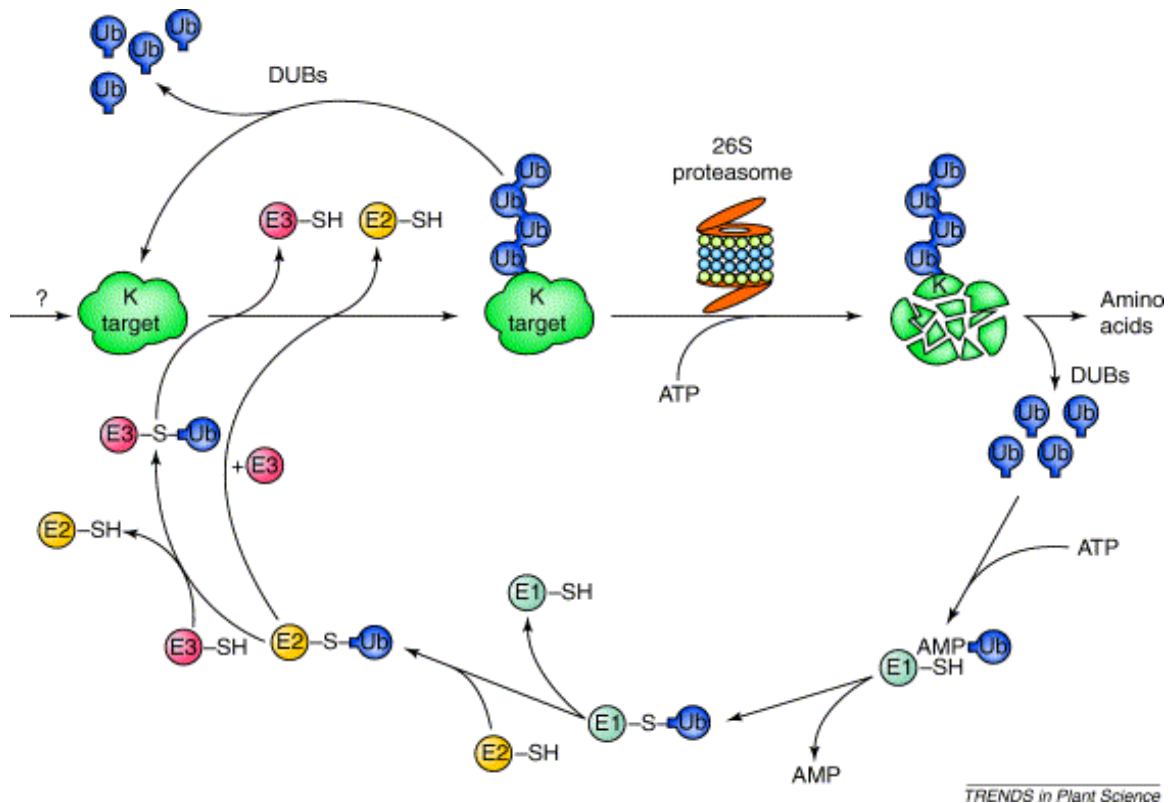 Ub
Ub
Ub
Ub
DUBs
26S
proteasome
Ub
Ub
Ub
Ub
Ub
Ub
Ub
Ub
E3–SH
E2–SH
?
K
target
K
target
K
Amino
acids
ATP
DUBs
E3–S–Ub
+E3
Ub
Ub
Ub
Ub
E2–SH
ATP
E1–SH
E3–SH
E2–S–Ub
AMP–Ub
E1–SH
E1–S–Ub
E2–SH
AMP
TRENDS in Plant Science